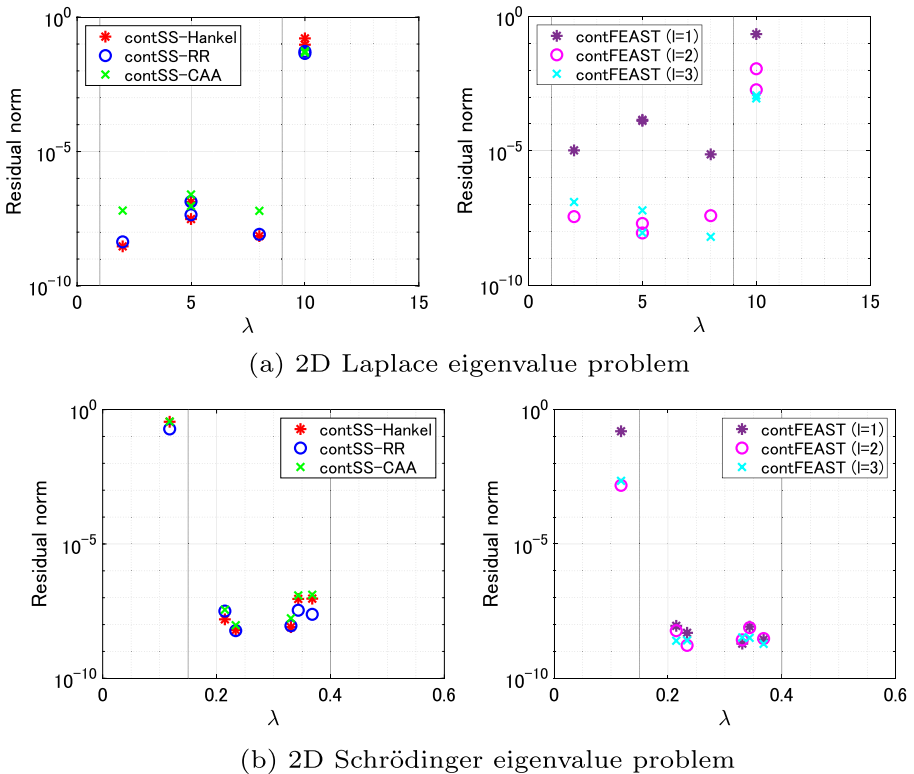 10^0
10^-5
10^-10
Residual norm
contSS-Hankel
contSS-RR
contSS-CAA
0 5 10 15
λ
10^0
10^-5
10^-10
Residual norm
contFEAST (l=1)
contFEAST (l=2)
contFEAST (l=3)
0 5 10 15
λ
(a) 2D Laplace eigenvalue problem
10^0
10^-5
10^-10
Residual norm
contSS-Hankel
contSS-RR
contSS-CAA
0 0.2 0.4 0.6
λ
10^0
10^-5
10^-10
Residual norm
contFEAST (l=1)
contFEAST (l=2)
contFEAST (l=3)
0 0.2 0.4 0.6
λ
(b) 2D Schrödinger eigenvalue problem